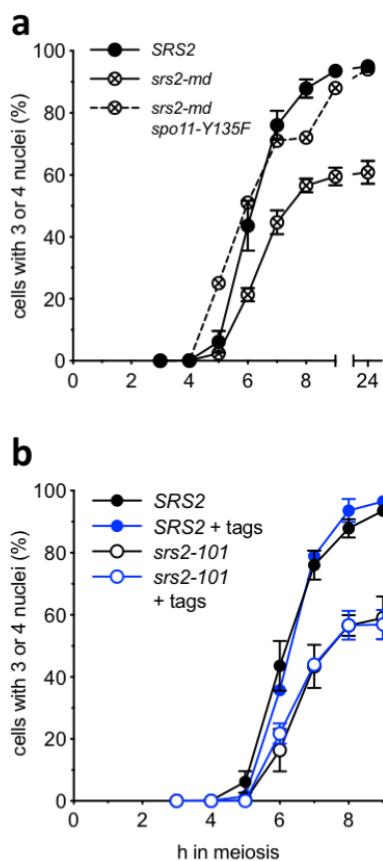 a
100
80
60
40
20
0
cells with 3 or 4 nuclei (%)
SRS2
srs2-md
srs2-md
spo11-Y135F
0 2 4 6 8 24
b
100
80
60
40
20
0
cells with 3 or 4 nuclei (%)
SRS2
SRS2 + tags
srs2-101
srs2-101
+ tags
0 2 4 6 8
h in meiosis